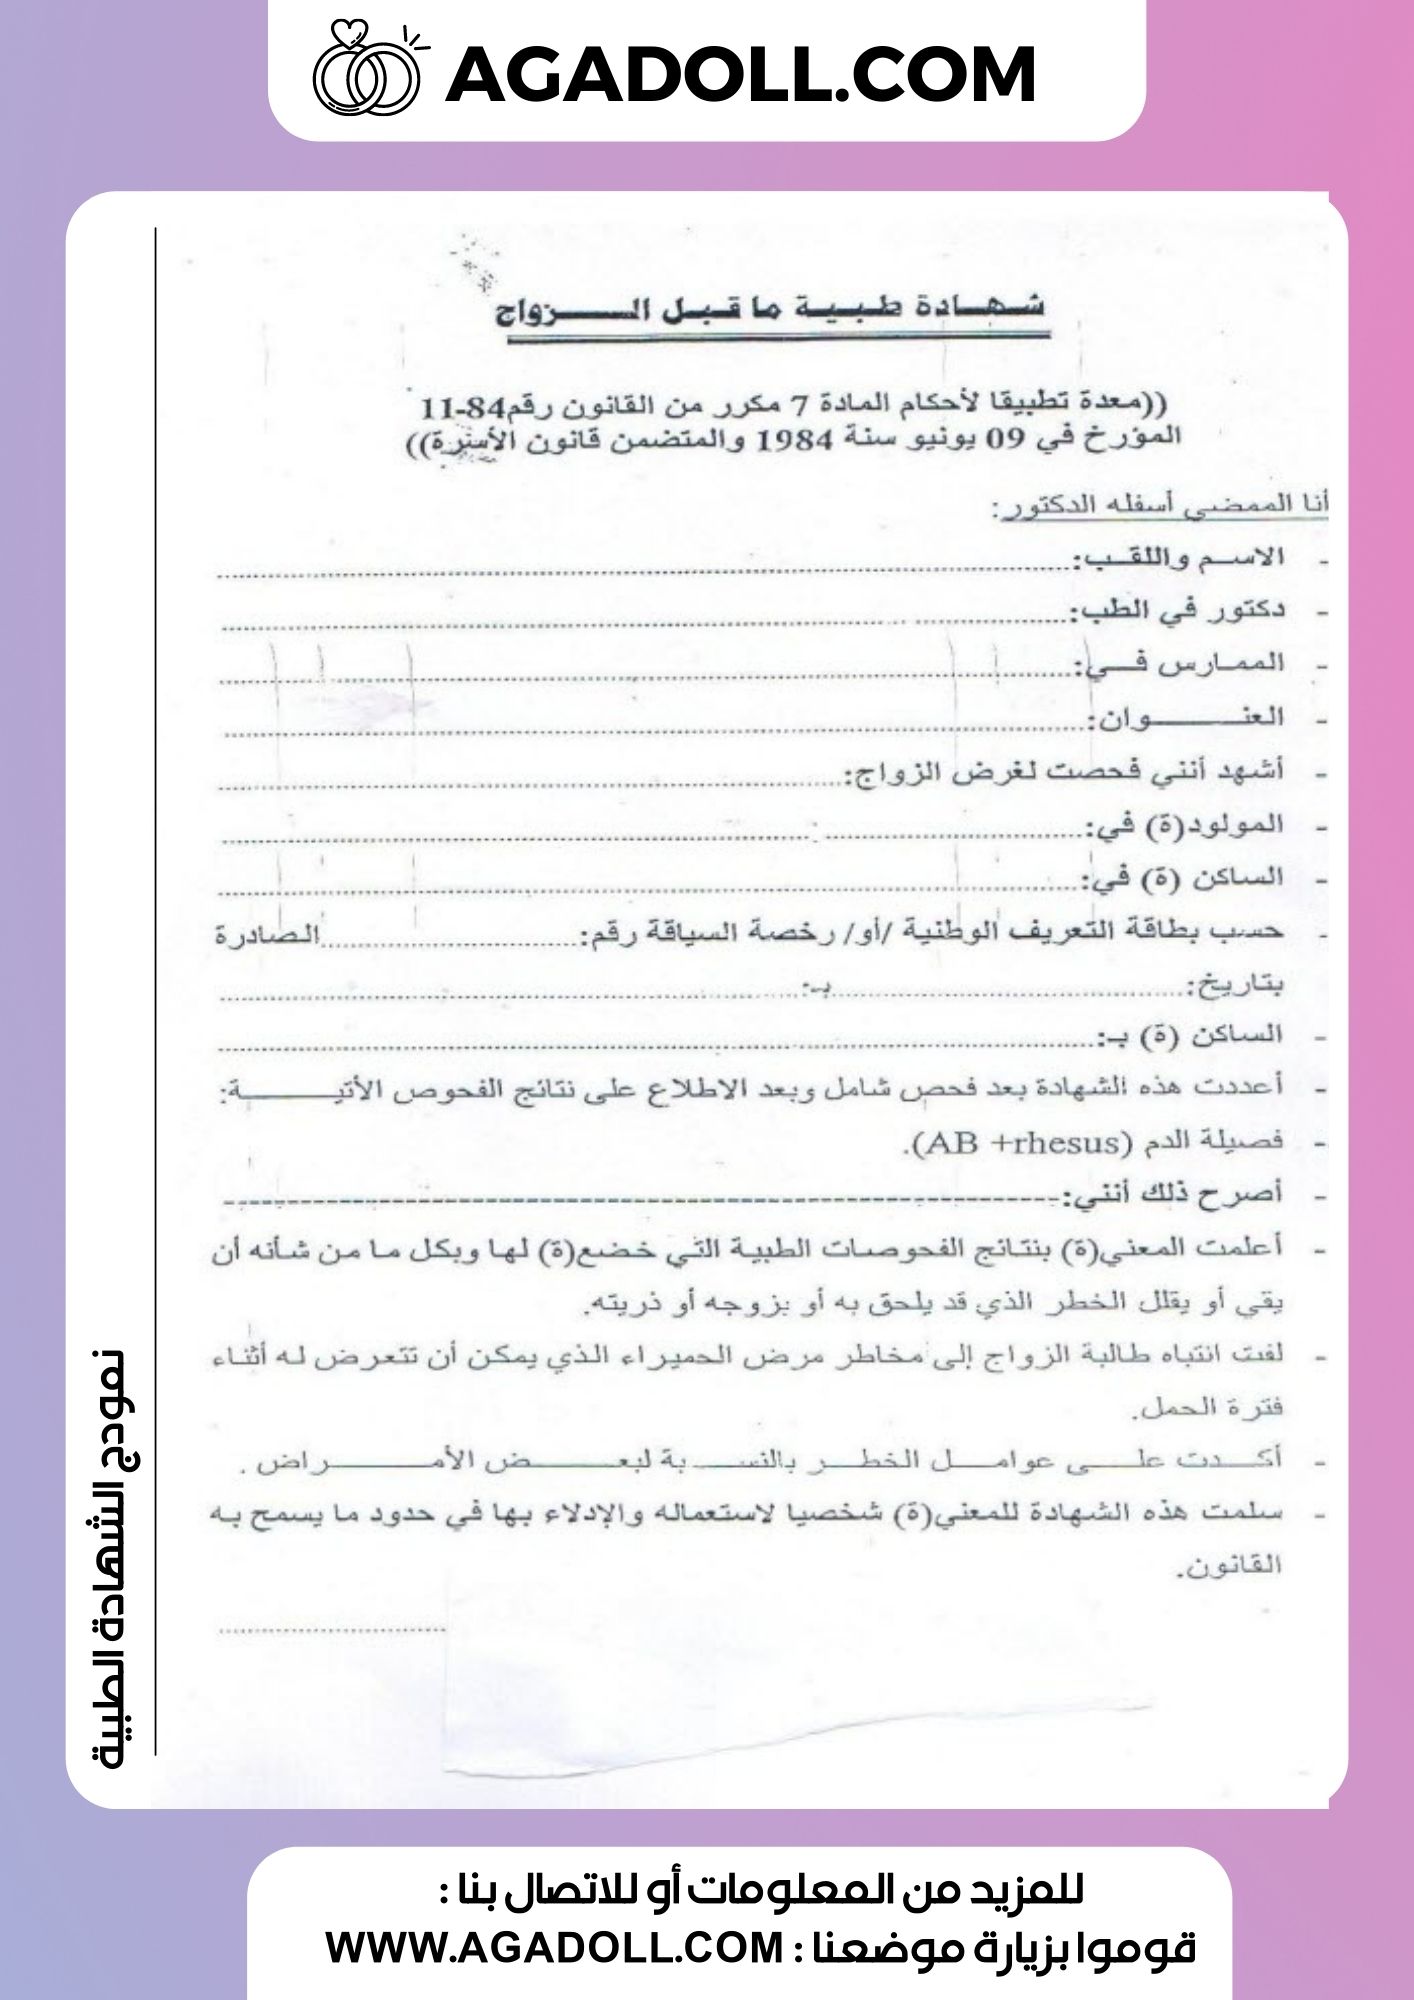 AGADOLL.COM
شهادة طبية ما قبل الزواج
((معدة تطبيقا لأحكام المادة 7 مكرر من القانون رقم84-11
المؤرخ في 09 يونيو سنة 1984 والمتضمن قانون الأسرة))
أنا الممضي أسفله الدكتور:
- الاسم واللقب:
- دكتور في الطب:
- الممارس في:
- العنوان:
- أشهد أنني فحصت لغرض الزواج:
- المولود(ة) في:
- الساكن (ة) في:
- حسب بطاقة التعريف الوطنية /أو/ رخصة السياقة رقم:..........الصادرة
بتاريخ:..........بـ:..........
- الساكن (ة) بـ:
- أعددت هذه الشهادة بعد فحص شامل وبعد الاطلاع على نتائج الفحوص الأتية:
- فصيلة الدم (AB +rhesus).
- أصرح ذلك أنني:
- أعلمت المعني(ة) بنتائج الفحوصات الطبية التي خضع(ة) لها وبكل ما من شأنه أن
يقي أو يقلل الخطر الذي قد يلحق به أو بزوجه أو ذريته.
- لفت انتباه طالبة الزواج إلى مخاطر مرض الحميراء الذي يمكن أن تتعرض له أثناء
فترة الحمل.
- أكدت على عوامل الخطر بالنسبة لبعض الأمراض .
- سلمت هذه الشهادة للمعني(ة) شخصيا لاستعماله والإدلاء بها في حدود ما يسمح به
القانون.
نمودج الشهادة الطبية
للمزيد من المعلومات أو للاتصال بنا :
قوموا بزيارة موضعنا : WWW.AGADOLL.COM